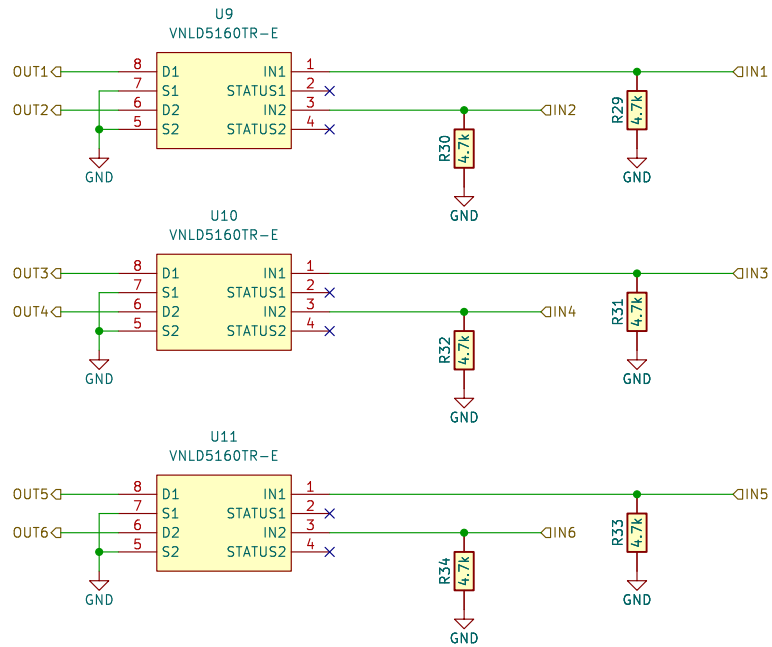 U9
VNLD5160TR-E
OUT1 8 D1 IN1 1 IN1
7 S1 STATUS1 2
OUT2 6 D2 IN2 3 IN2
5 S2 STATUS2 4
R29 4.7k
R30 4.7k
GND GND
GND
U10
VNLD5160TR-E
OUT3 8 D1 IN1 1 IN3
7 S1 STATUS1 2
OUT4 6 D2 IN2 3 IN4
5 S2 STATUS2 4
R31 4.7k
R32 4.7k
GND GND
GND
U11
VNLD5160TR-E
OUT5 8 D1 IN1 1 IN5
7 S1 STATUS1 2
OUT6 6 D2 IN2 3 IN6
5 S2 STATUS2 4
R33 4.7k
R34 4.7k
GND GND
GND